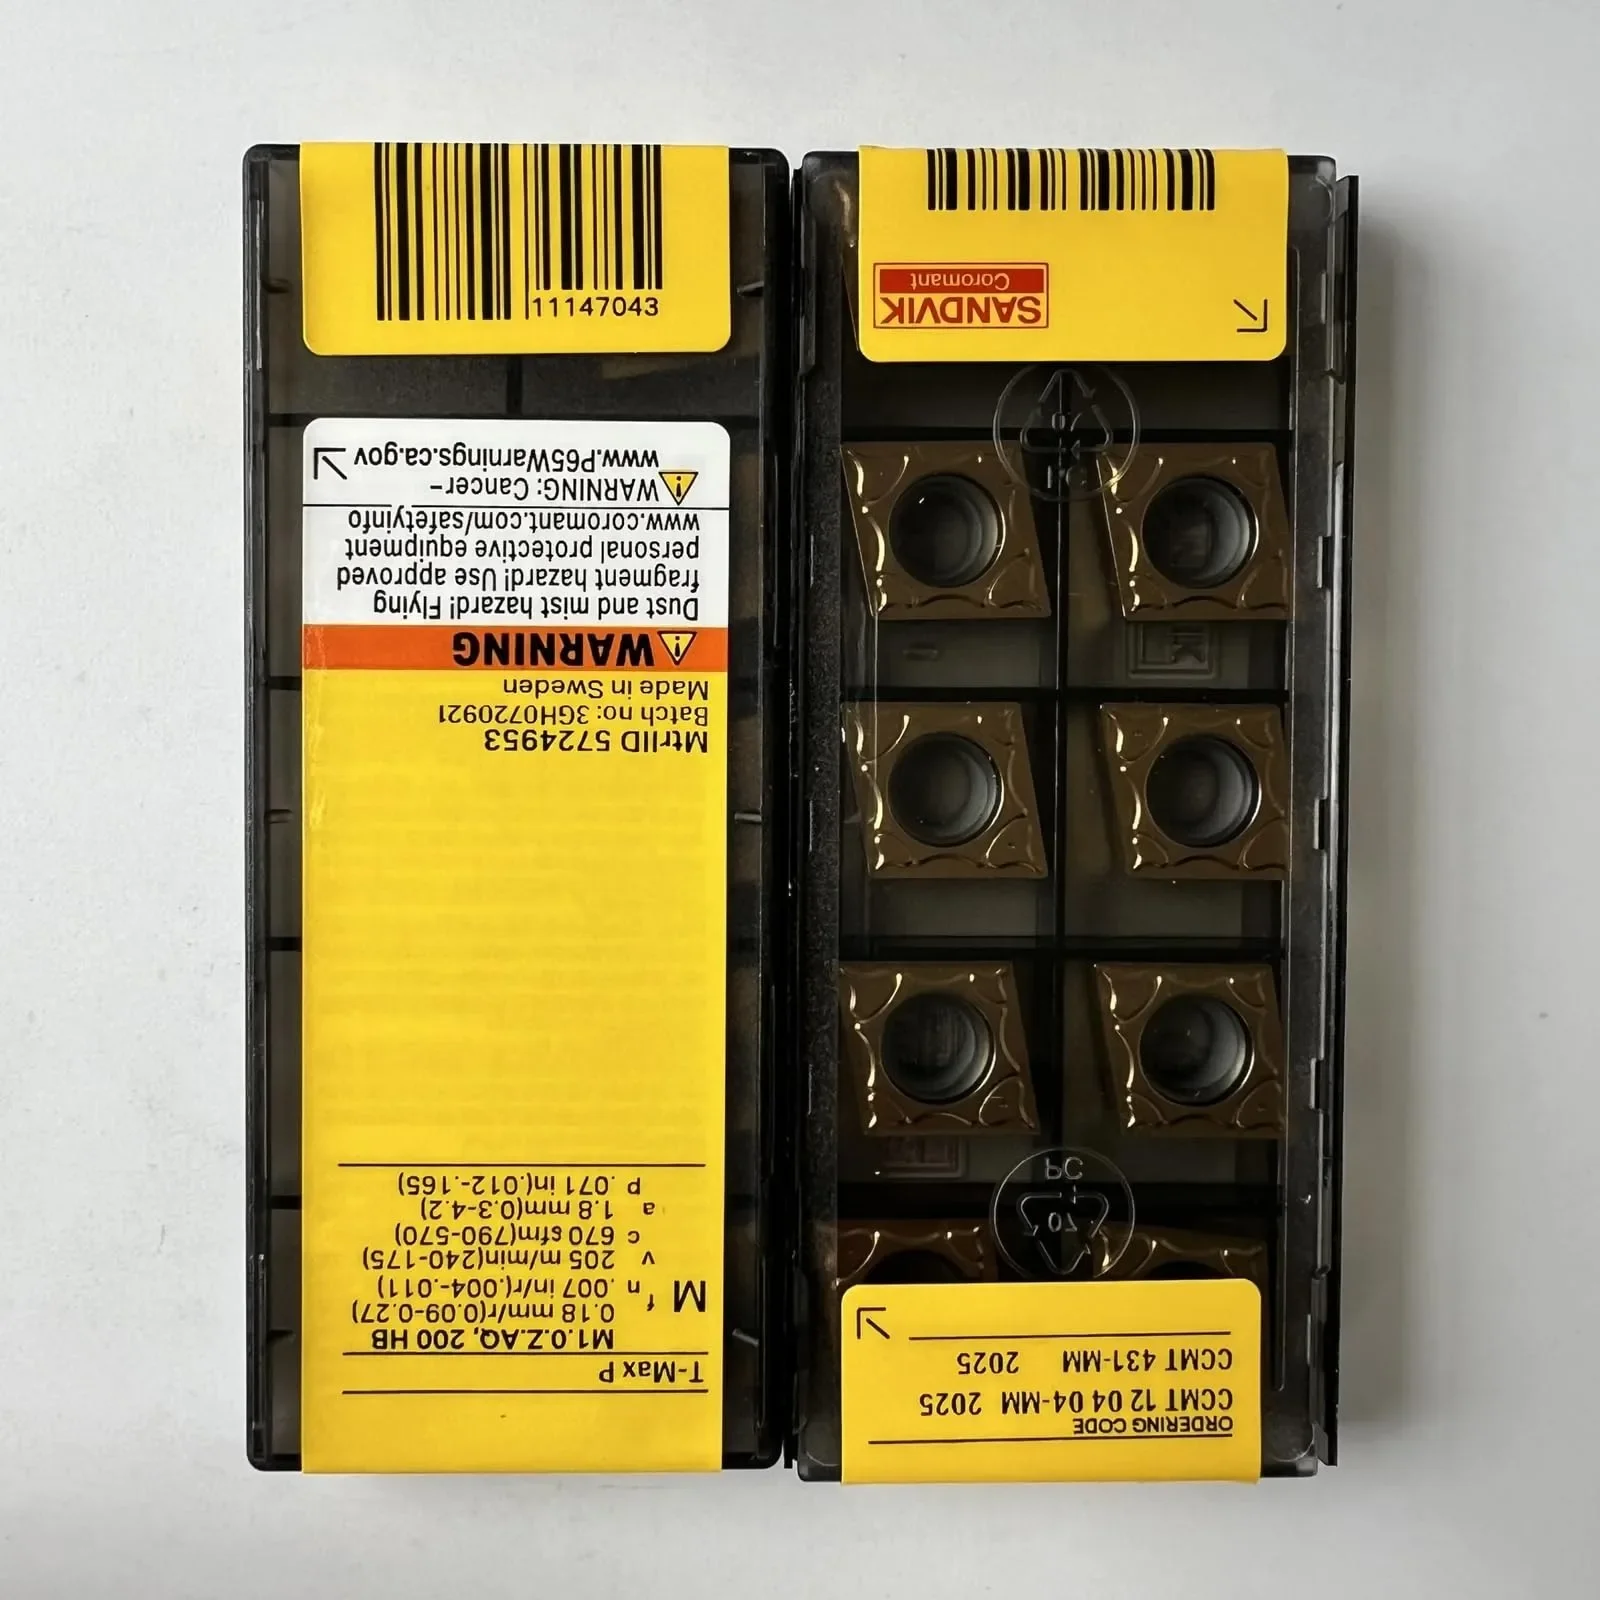 11147043
T-Max P
M1.0.Z.AQ, 200 HB
M
f 0.18 mm/r(0.09-0.27)
n .007 in/r(.004-.011)
v 205 m/min(240-175)
c 670 sfm(790-570)
a 1.8 mm(0.3-4.2)
p .071 in(.012-.165)
MtrlID 5724953
Batch no: 3GH0720921
Made in Sweden
WARNING
Dust and mist hazard! Flying
fragment hazard! Use approved
personal protective equipment
www.coromant.com/safetyinfo
WARNING: Cancer-
www.P65Warnings.ca.gov
ORDERING CODE
CCMT 12 04 04-MM 2025
CCMT 431-MM 2025
07
PC
07
PC
SANDVIK
Coromant